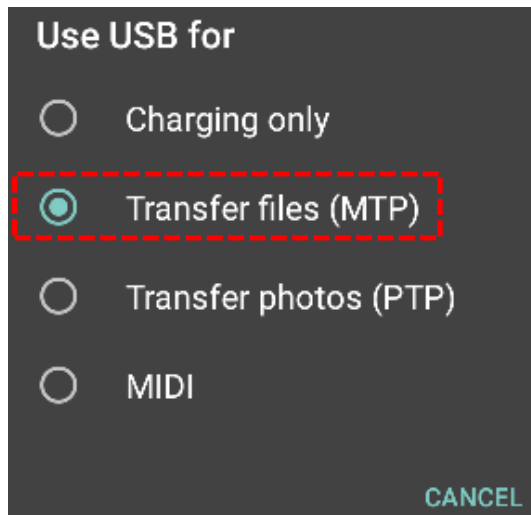 Use USB for
Charging only
Transfer files (MTP)
Transfer photos (PTP)
MIDI
CANCEL